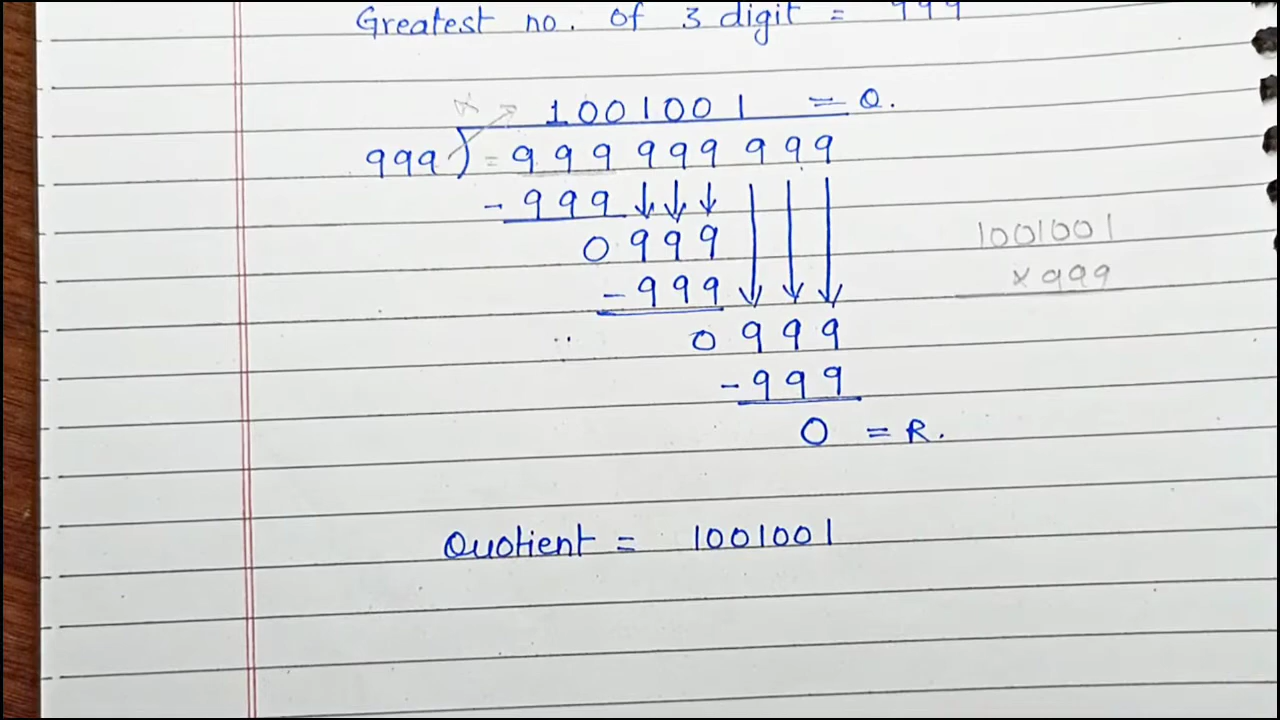 Greatest no. of 3 digit = 999
1001001 = Q.
999) = 999 999 999
- 999 ↓↓↓
0999
1001001
- 999
× 999
0999
- 999
0 = R.
Quotient = 1001001